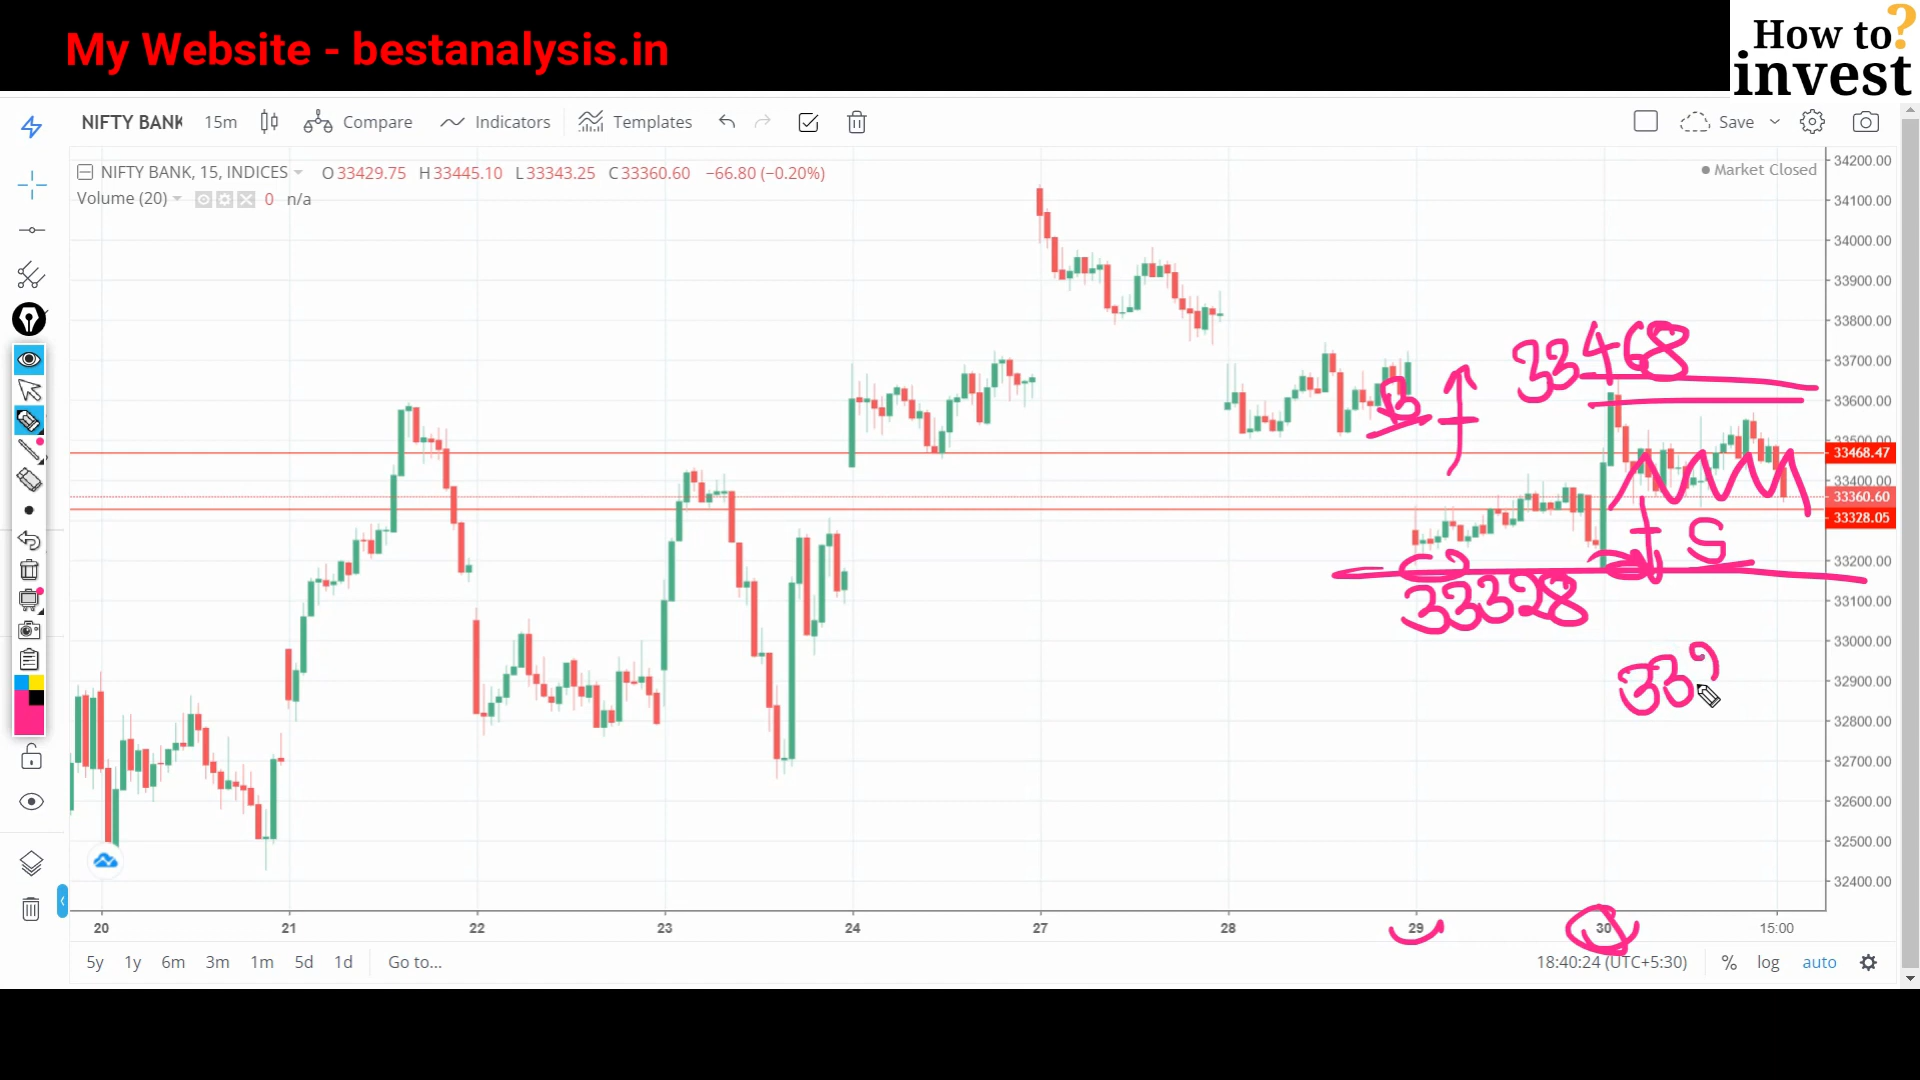 My Website - bestanalysis.in
How to?
invest
NIFTY BANK 15m Compare Indicators Templates Save
NIFTY BANK, 15, INDICES O33429.75 H33445.10 L33343.25 C33360.60 −66.80 (−0.20%)
Market Closed
Volume (20) 0 n/a
34200.00
34100.00
34000.00
33900.00
33800.00
33700.00
33600.00
33500.00
33468.47
33400.00
33360.60
33328.05
33200.00
33100.00
33000.00
32900.00
32800.00
32700.00
32600.00
32500.00
32400.00
33468
B
S
33328
33?
20 21 22 23 24 27 28 29 30 15:00
5y 1y 6m 3m 1m 5d 1d Go to... 18:40:24 (UTC+5:30) % log auto